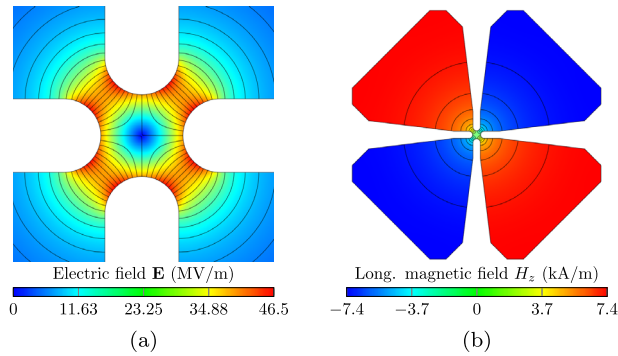 Electric field E (MV/m)
0 11.63 23.25 34.88 46.5
(a)
Long. magnetic field Hz (kA/m)
−7.4 −3.7 0 3.7 7.4
(b)